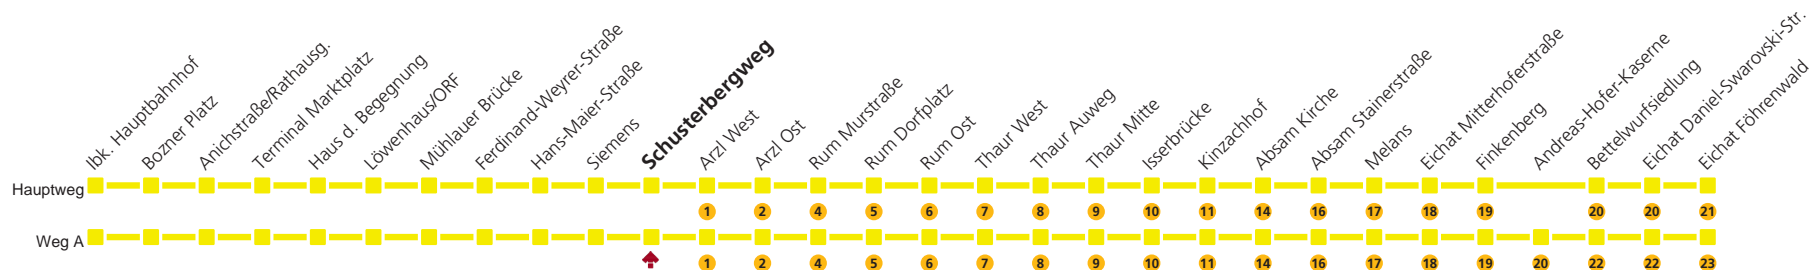 Ibk. Hauptbahnhof
Bozner Platz
Anichstraße/Rathausg.
Terminal Marktplatz
Haus d. Begegnung
Löwenhaus/ORF
Mühlauer Brücke
Ferdinand-Weyrer-Straße
Hans-Maier-Straße
Siemens
Schusterbergweg
Arzl West
Arzl Ost
Rum Murstraße
Rum Dorfplatz
Rum Ost
Thaur West
Thaur Auweg
Thaur Mitte
Isserbrücke
Kinzachhof
Absam Kirche
Absam Stainerstraße
Melans
Eichat Mitterhoferstraße
Finkenberg
Andreas-Hofer-Kaserne
Bettelwurfsiedlung
Eichat Daniel-Swarovski-Str.
Eichat Föhrenwald
Hauptweg
1 2 4 5 6 7 8 9 10 11 14 16 17 18 19 20 20 21
Weg A
1 2 4 5 6 7 8 9 10 11 14 16 17 18 19 20 22 22 23